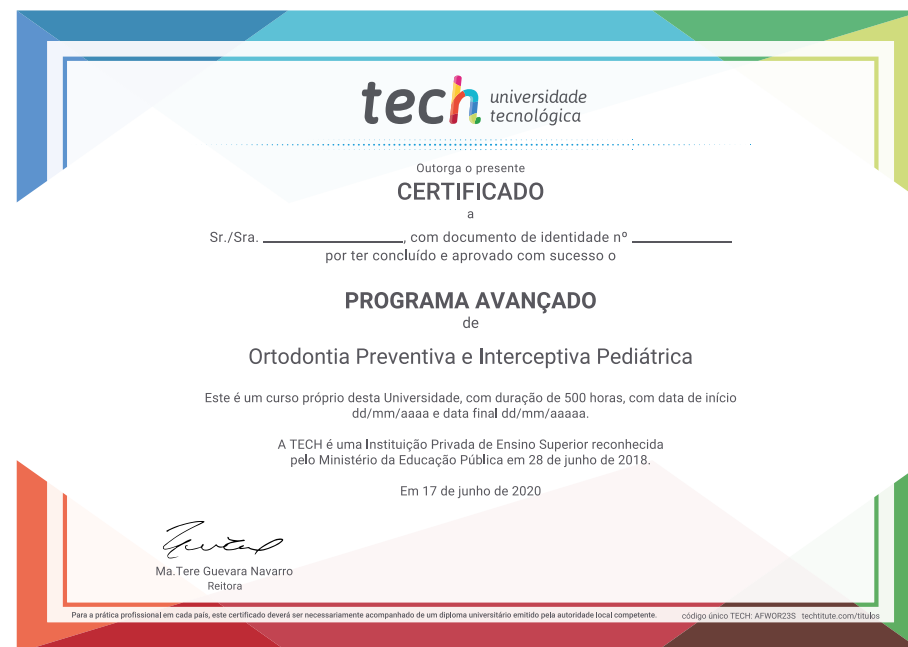 tech universidade
tecnológica
Outorga o presente
CERTIFICADO
a
Sr./Sra. ____________________, com documento de identidade nº ______________
por ter concluído e aprovado com sucesso o
PROGRAMA AVANÇADO
de
Ortodontia Preventiva e Interceptiva Pediátrica
Este é um curso próprio desta Universidade, com duração de 500 horas, com data de início
dd/mm/aaaa e data final dd/mm/aaaaa.
A TECH é uma Instituição Privada de Ensino Superior reconhecida
pelo Ministério da Educação Pública em 28 de junho de 2018.
Em 17 de junho de 2020
Ma.Tere Guevara Navarro
Reitora
Para a prática profissional em cada país, este certificado deverá ser necessariamente acompanhado de um diploma universitário emitido pela autoridade local competente. código único TECH: AFWOR23S techtitute.com/titulos